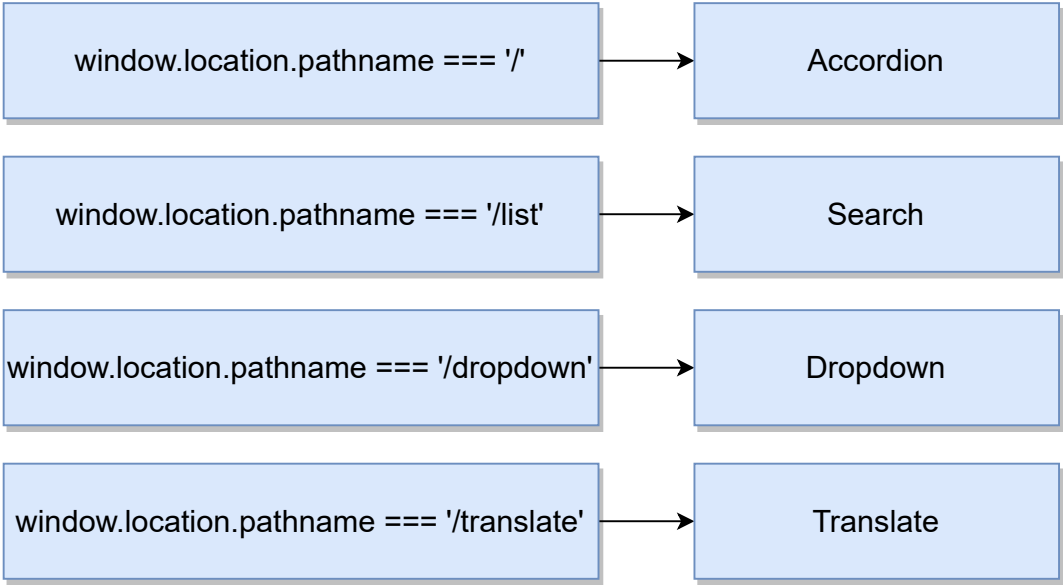 window.location.pathname === '/'
Accordion
window.location.pathname === '/list'
Search
window.location.pathname === '/dropdown'
Dropdown
window.location.pathname === '/translate'
Translate